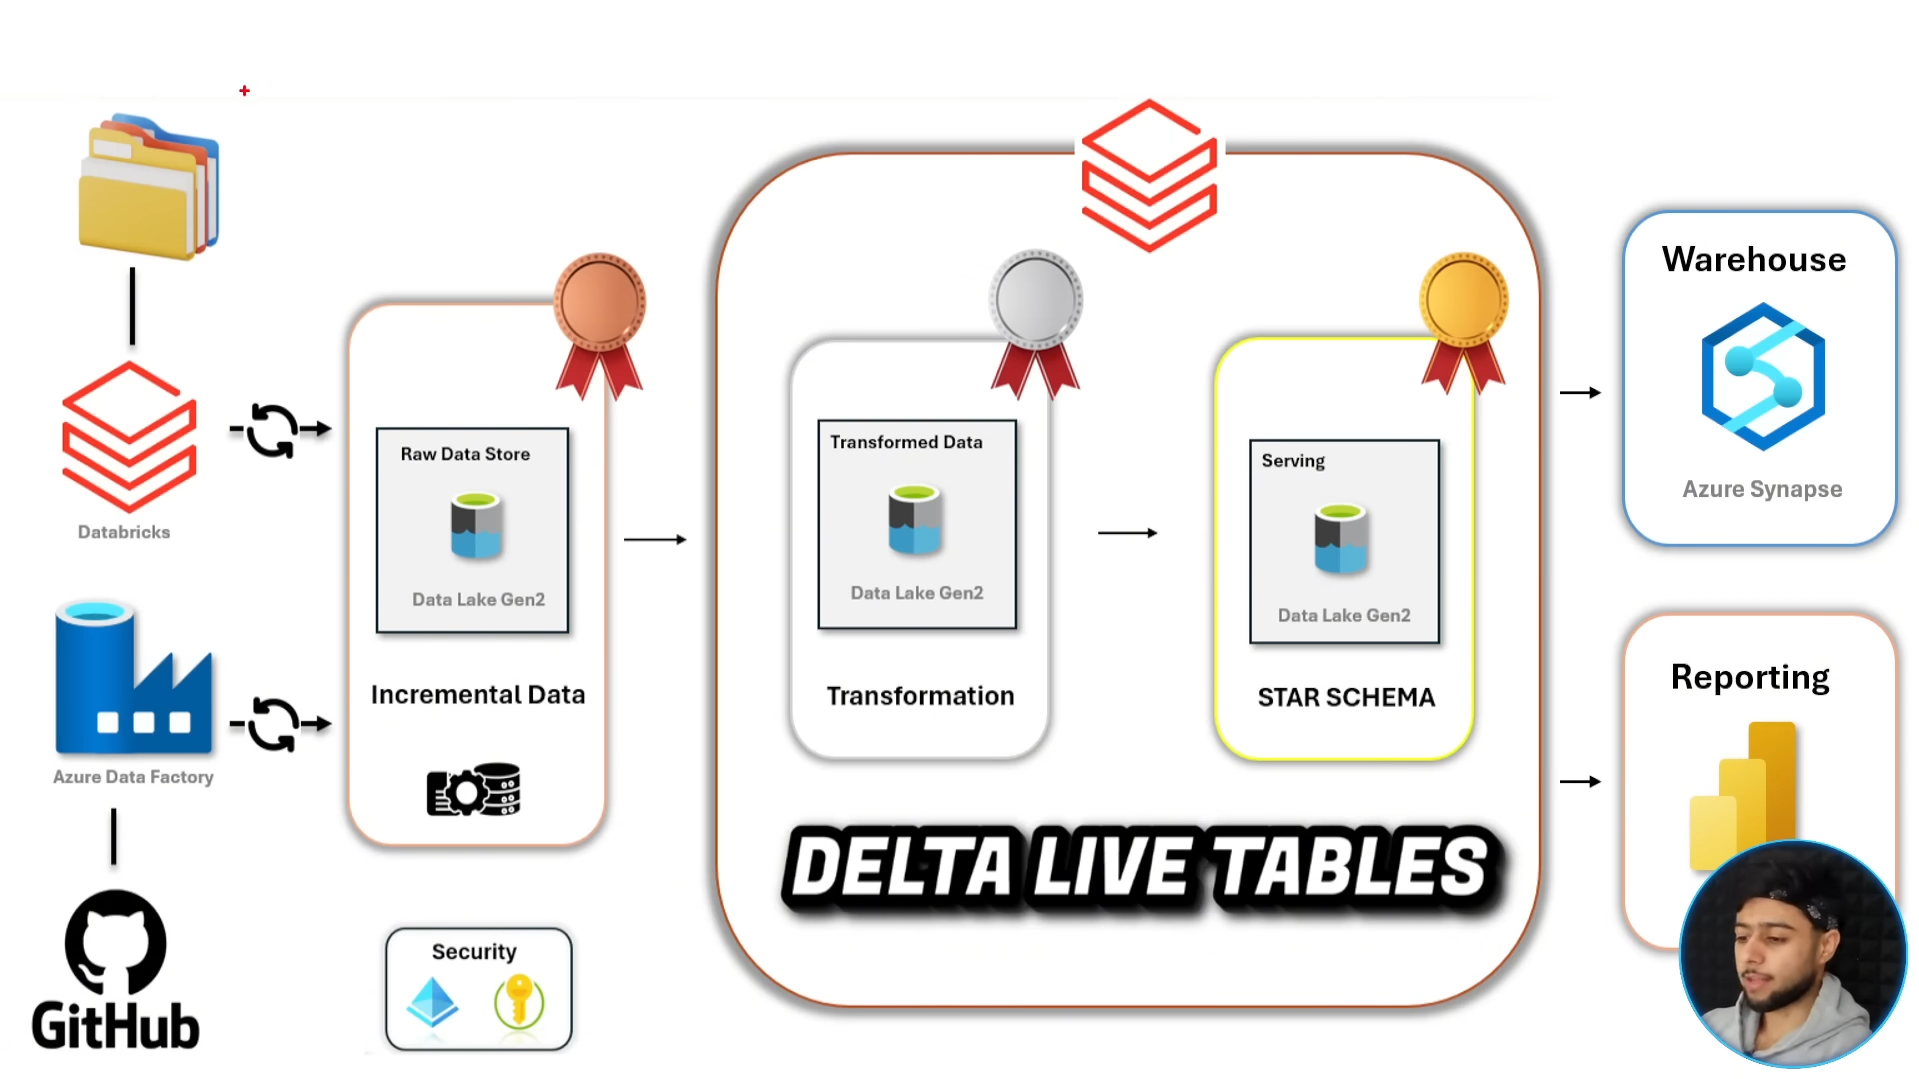 Databricks
Azure Data Factory
GitHub
Raw Data Store
Data Lake Gen2
Incremental Data
Security
Transformed Data
Data Lake Gen2
Transformation
Serving
Data Lake Gen2
STAR SCHEMA
DELTA LIVE TABLES
Warehouse
Azure Synapse
Reporting